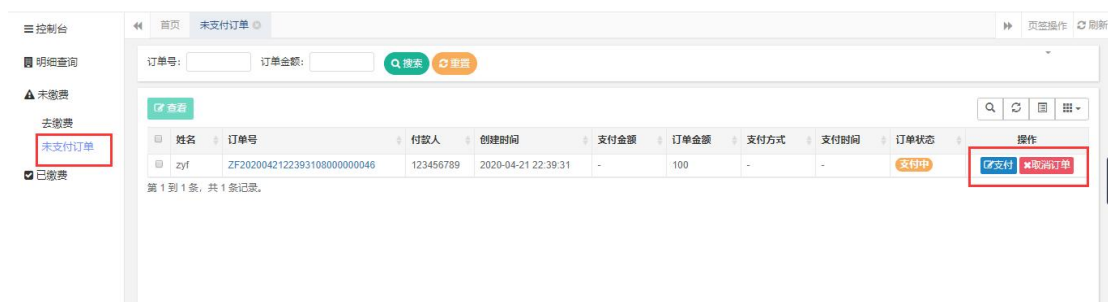 控制台
首页 未支付订单
页签操作 刷新
明细查询
订单号: 订单金额: 搜索 重置
未缴费
去缴费
未支付订单
已缴费
查看
姓名 订单号 付款人 创建时间 支付金额 订单金额 支付方式 支付时间 订单状态 操作
zyf ZF2020042122393108000000046 123456789 2020-04-21 22:39:31 - 100 - - 支付中 支付 取消订单
第 1 到 1 条，共 1 条记录。